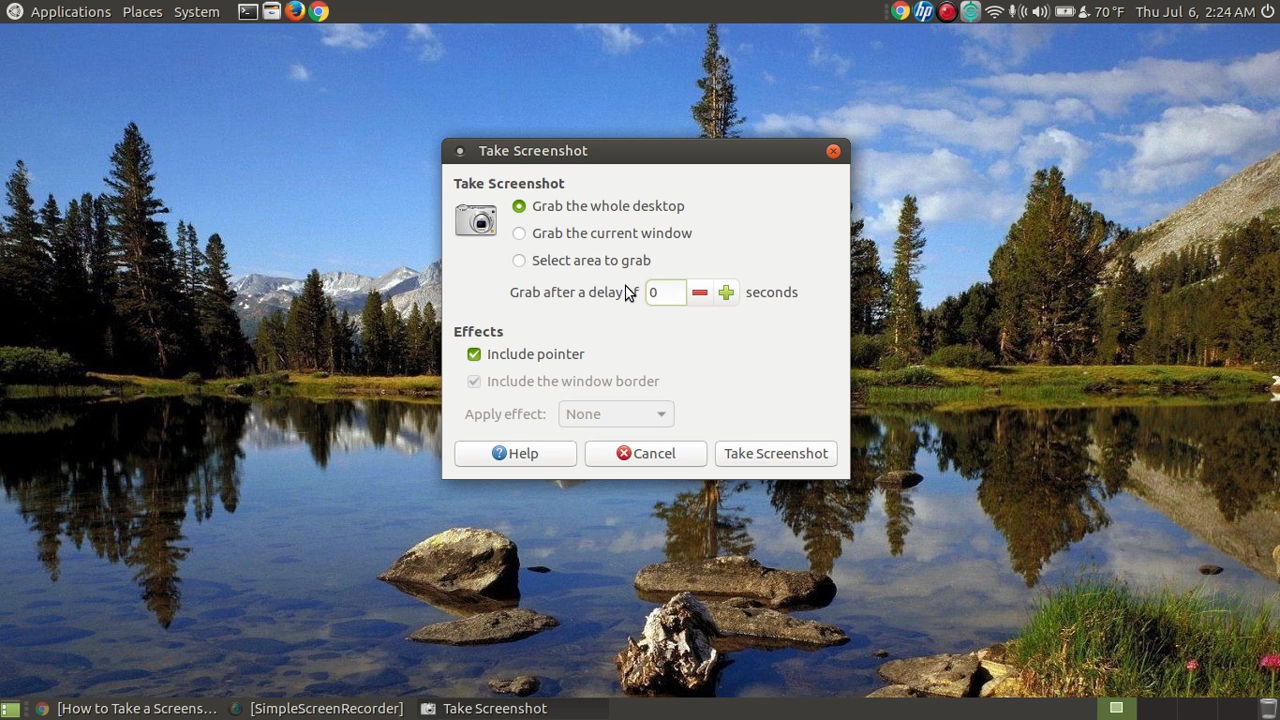 Applications Places System
hp
70 °F Thu Jul 6, 2:24 AM
Take Screenshot
Take Screenshot
Grab the whole desktop
Grab the current window
Select area to grab
Grab after a delay of 0 seconds
Effects
Include pointer
Include the window border
Apply effect: None
Help Cancel Take Screenshot
[How to Take a Screens... [SimpleScreenRecorder] Take Screenshot